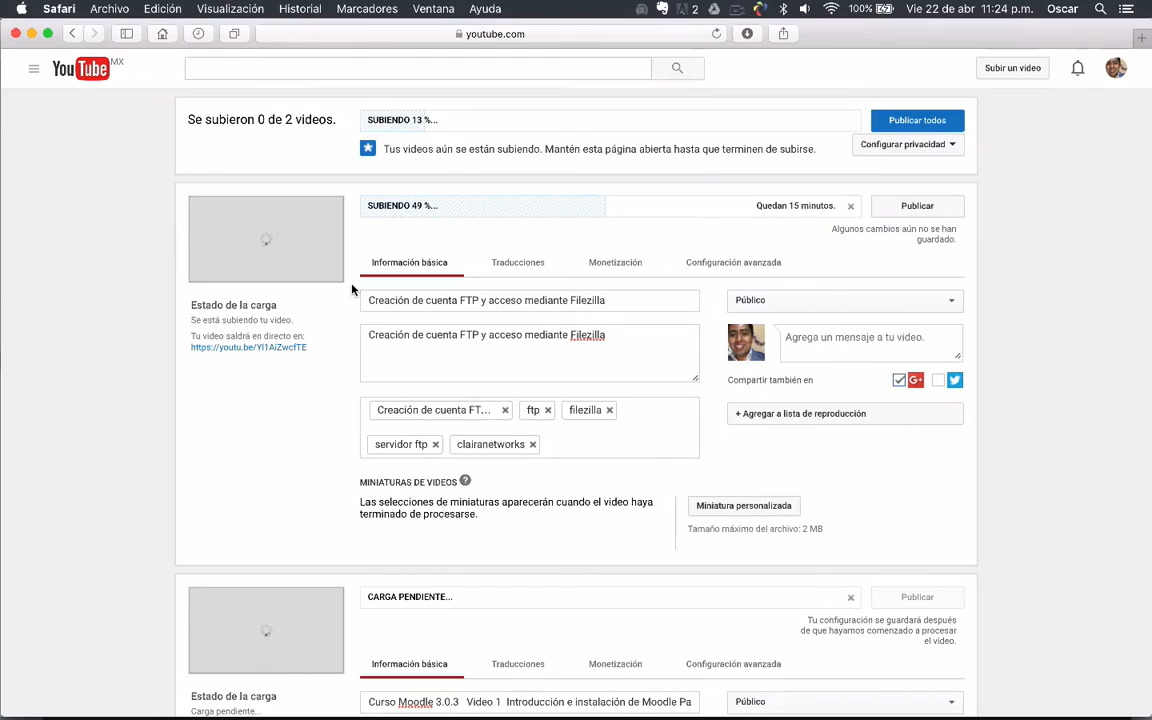 Safari Archivo Edición Visualización Historial Marcadores Ventana Ayuda 2 100% Vie 22 de abr 11:24 p.m. Oscar
youtube.com
YouTube MX Subir un video
Se subieron 0 de 2 videos. SUBIENDO 13 %... Publicar todos
Tus videos aún se están subiendo. Mantén esta página abierta hasta que terminen de subirse. Configurar privacidad
SUBIENDO 49 %... Quedan 15 minutos. Publicar
Algunos cambios aún no se han
guardado.
Información básica Traducciones Monetización Configuración avanzada
Estado de la carga
Se está subiendo tu video.
Tu video saldrá en directo en:
https://youtu.be/YI1AiZwcfTE
Creación de cuenta FTP y acceso mediante Filezilla
Público
Creación de cuenta FTP y acceso mediante Filezilla
Agrega un mensaje a tu video.
Compartir también en G+
Creación de cuenta FT... ftp filezilla
+ Agregar a lista de reproducción
servidor ftp clairanetworks
MINIATURAS DE VIDEOS ?
Las selecciones de miniaturas aparecerán cuando el video haya
terminado de procesarse.
Miniatura personalizada
Tamaño máximo del archivo: 2 MB
CARGA PENDIENTE... Publicar
Tu configuración se guardará después
de que hayamos comenzado a procesar
el vídeo.
Información básica Traducciones Monetización Configuración avanzada
Estado de la carga
Carga pendiente...
Curso Moodle 3.0.3 Video 1 Introducción e instalación de Moodle Pa
Público